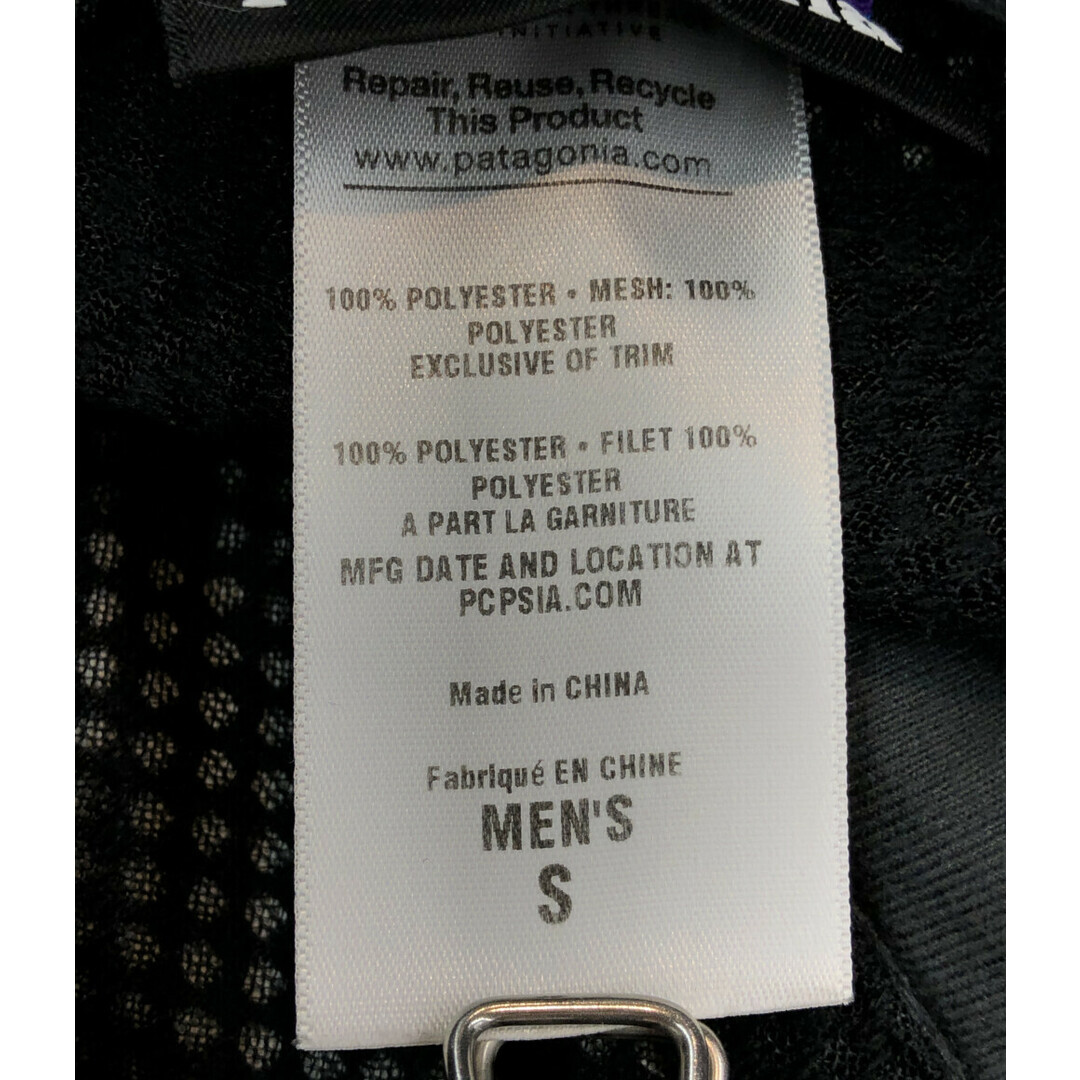 INITIATIVE
Repair, Reuse, Recycle
This Product
www.patagonia.com
100% POLYESTER • MESH: 100%
POLYESTER
EXCLUSIVE OF TRIM
100% POLYESTER • FILET 100%
POLYESTER
A PART LA GARNITURE
MFG DATE AND LOCATION AT
PCPSIA.COM
Made in CHINA
Fabriqué EN CHINE
MEN'S
S